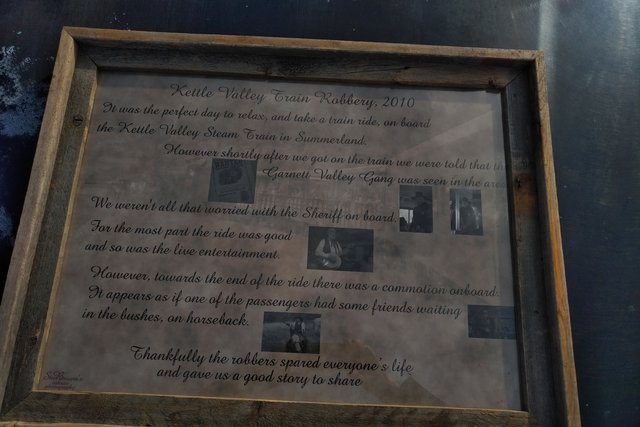 Kettle Valley Train Robbery, 2010
It was the perfect day to relax, and take a train ride, on board
the Kettle Valley Steam Train in Summerland.
However shortly after we got on the train we were told that the
Garnett Valley Gang was seen in the area
We weren't all that worried with the Sheriff on board.
For the most part the ride was good
and so was the live entertainment.
However, towards the end of the ride there was a commotion onboard.
It appears as if one of the passengers had some friends waiting
in the bushes, on horseback.
Thankfully the robbers spared everyone's life
and gave us a good story to share